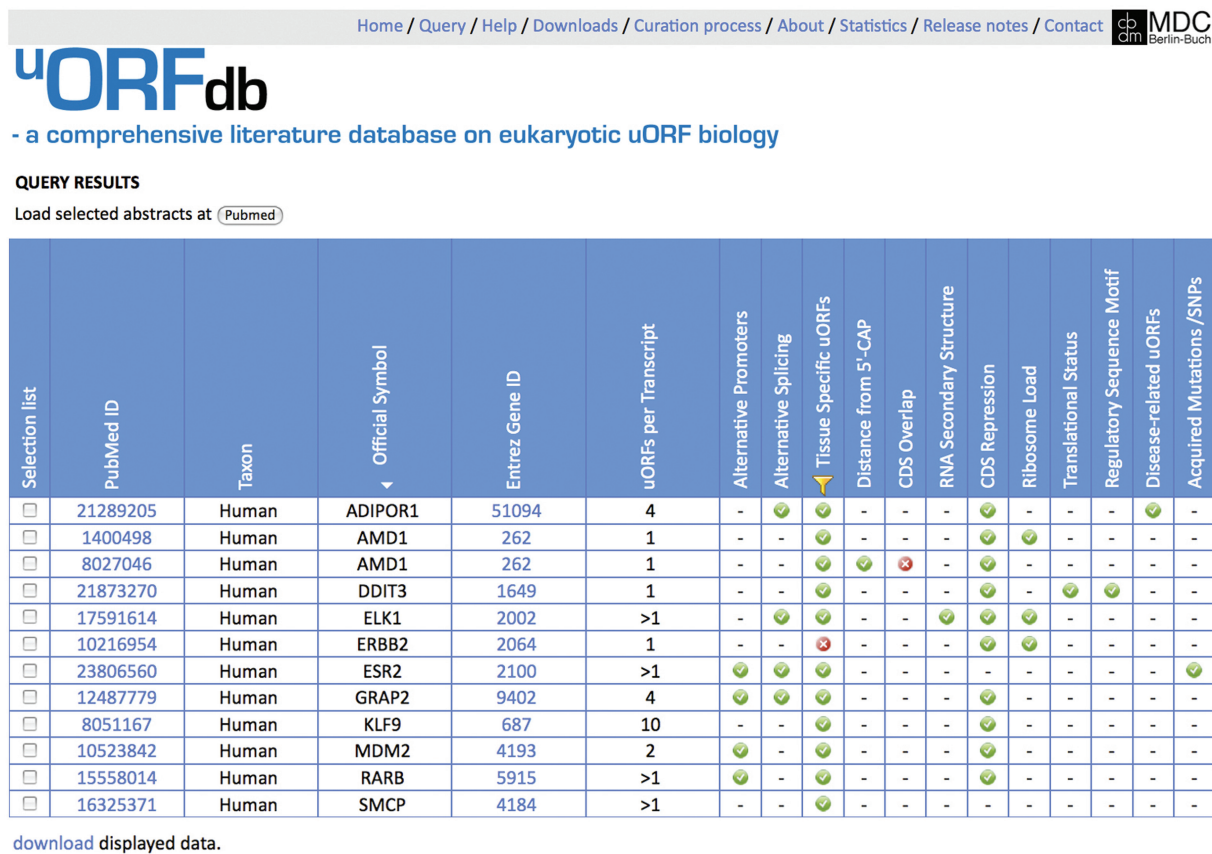 Home / Query / Help / Downloads / Curation process / About / Statistics / Release notes / Contact
cb dm MDC Berlin-Buch
uORFdb
- a comprehensive literature database on eukaryotic uORF biology
QUERY RESULTS
Load selected abstracts at Pubmed
Selection list PubMed ID Taxon Official Symbol Entrez Gene ID uORFs per Transcript Alternative Promoters Alternative Splicing Tissue Specific uORFs Distance from 5'-CAP CDS Overlap RNA Secondary Structure CDS Repression Ribosome Load Translational Status Regulatory Sequence Motif Disease-related uORFs Acquired Mutations /SNPs
21289205 Human ADIPOR1 51094 4 - - - - - - - -
1400498 Human AMD1 262 1 - - - - - - - - -
8027046 Human AMD1 262 1 - - - - - - - -
21873270 Human DDIT3 1649 1 - - - - - - - -
17591614 Human ELK1 2002 >1 - - - - - - -
10216954 Human ERBB2 2064 1 - - - - - - - - -
23806560 Human ESR2 2100 >1 - - - - - - - -
12487779 Human GRAP2 9402 4 - - - - - - - -
8051167 Human KLF9 687 10 - - - - - - - - - -
10523842 Human MDM2 4193 2 - - - - - - - - -
15558014 Human RARB 5915 >1 - - - - - - - - -
16325371 Human SMCP 4184 >1 - - - - - - - - - - -
download displayed data.